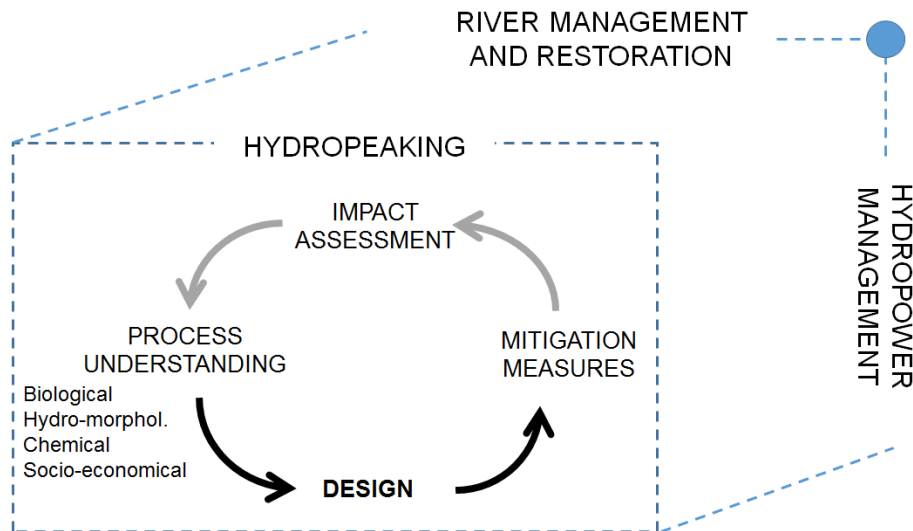 RIVER MANAGEMENT
AND RESTORATION
HYDROPEAKING
IMPACT
ASSESSMENT
PROCESS
UNDERSTANDING
Biological
Hydro-morphol.
Chemical
Socio-economical
DESIGN
MITIGATION
MEASURES
HYDROPOWER
MANAGEMENT